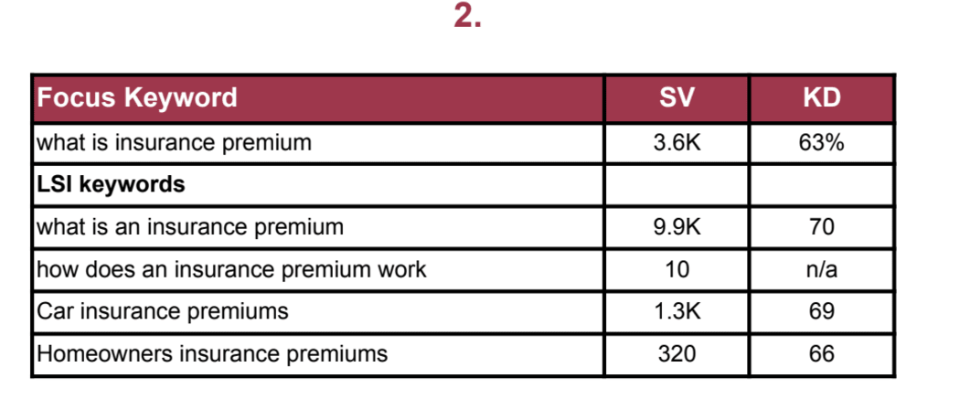 2.
Focus Keyword SV KD
what is insurance premium 3.6K 63%
LSI keywords
what is an insurance premium 9.9K 70
how does an insurance premium work 10 n/a
Car insurance premiums 1.3K 69
Homeowners insurance premiums 320 66